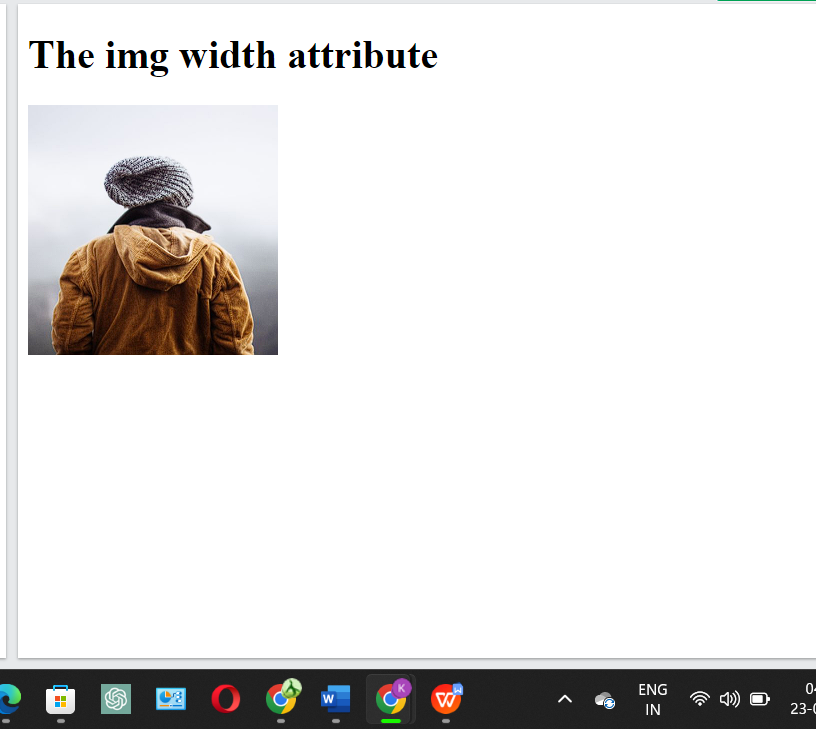 The img width attribute
K
W
W
ENG
IN